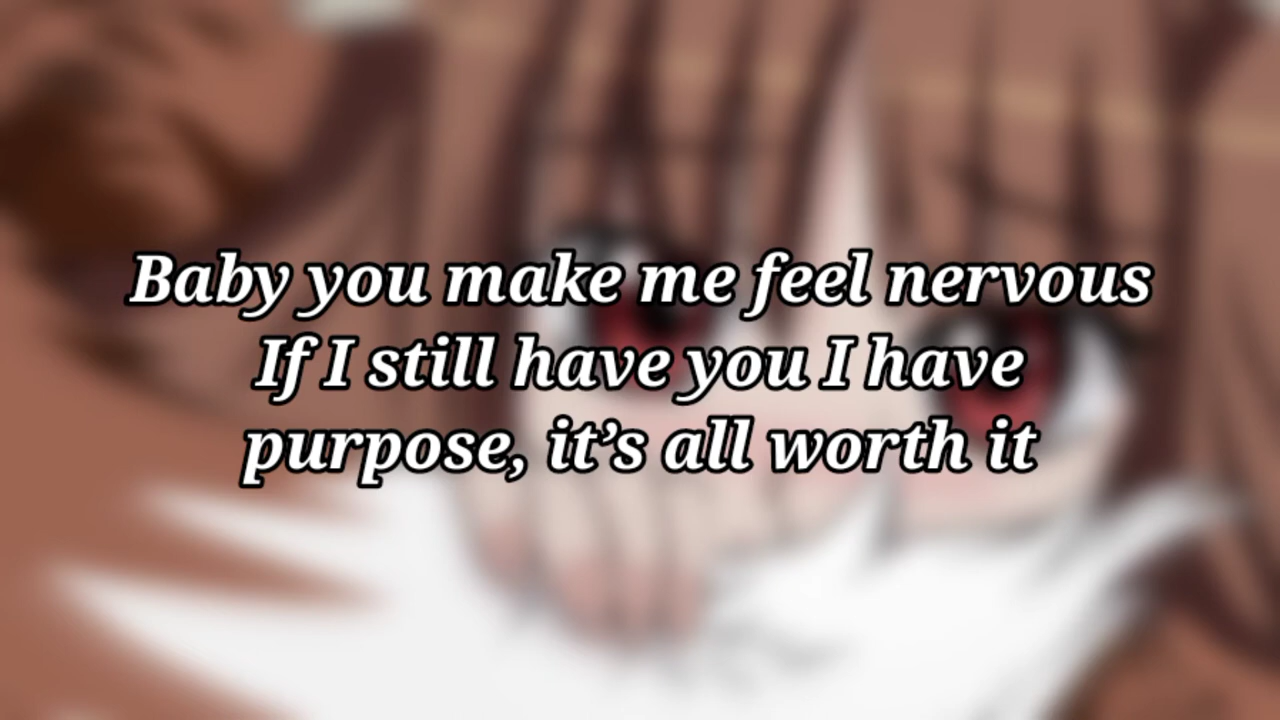 Baby you make me feel nervous
If I still have you I have
purpose, it’s all worth it